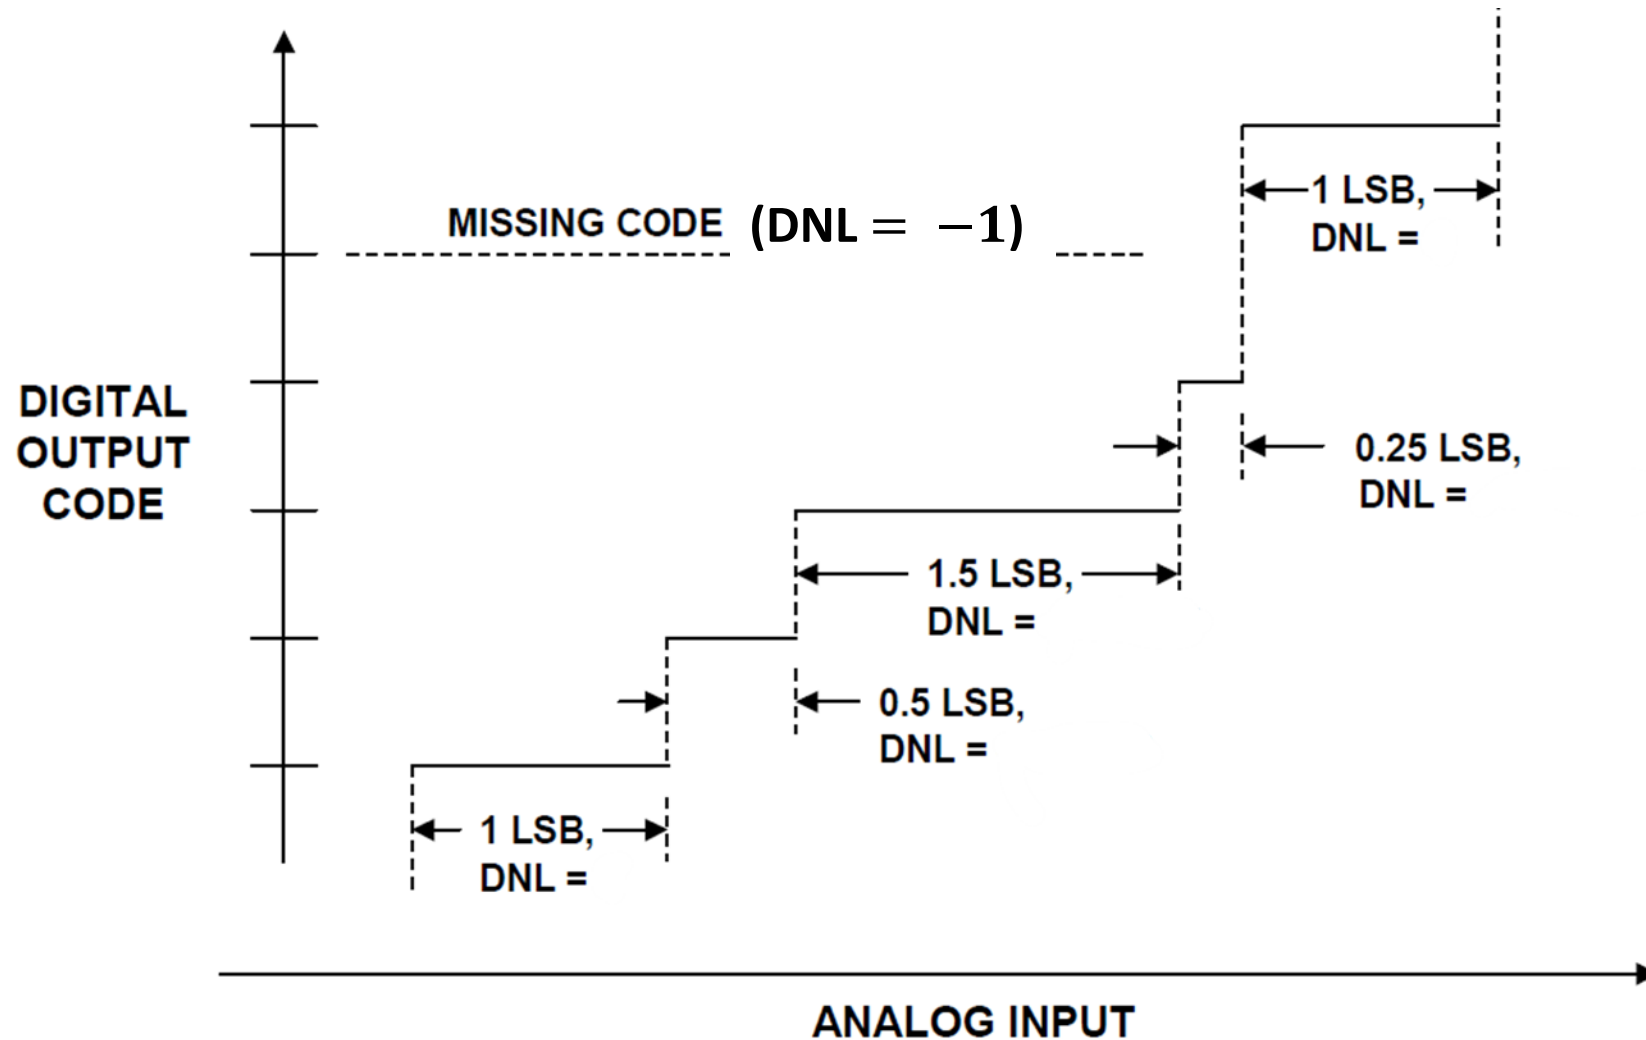 MISSING CODE (DNL = −1)
1 LSB,
DNL =
DIGITAL
OUTPUT
CODE
0.25 LSB,
DNL =
1.5 LSB,
DNL =
0.5 LSB,
DNL =
1 LSB,
DNL =
ANALOG INPUT